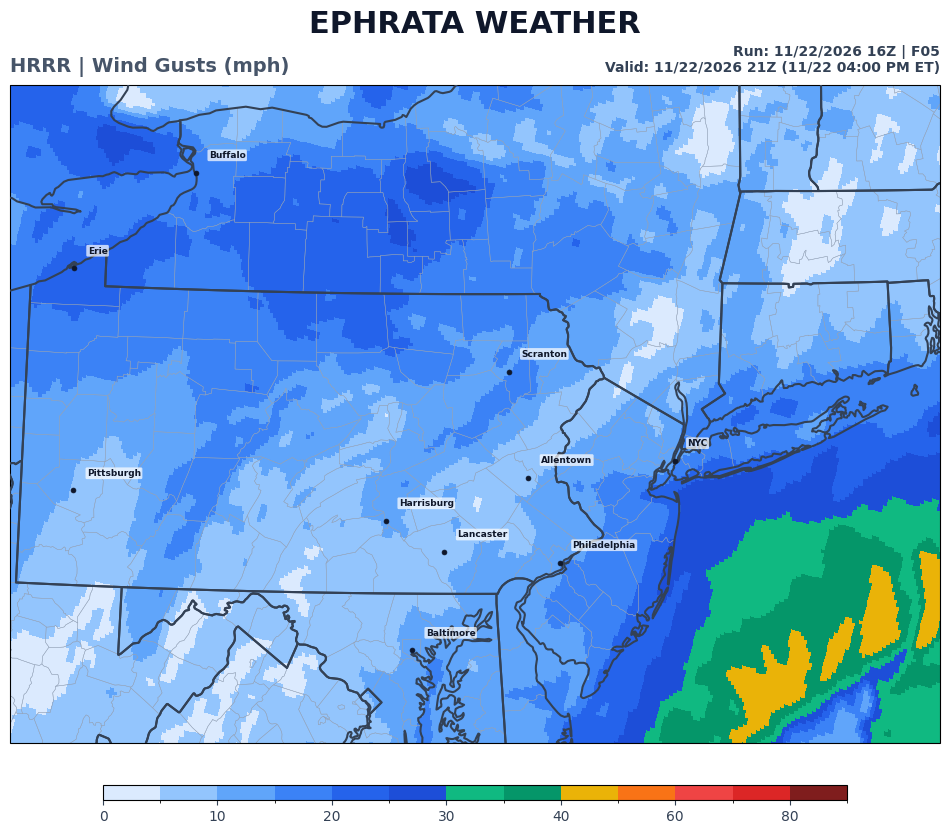 EPHRATA WEATHER
HRRR | Wind Gusts (mph)
Run: 11/22/2026 16Z | F05
Valid: 11/22/2026 21Z (11/22 04:00 PM ET)
Buffalo
Erie
Scranton
NYC
Allentown
Pittsburgh
Harrisburg
Lancaster
Philadelphia
Baltimore
0 10 20 30 40 50 60 70 80